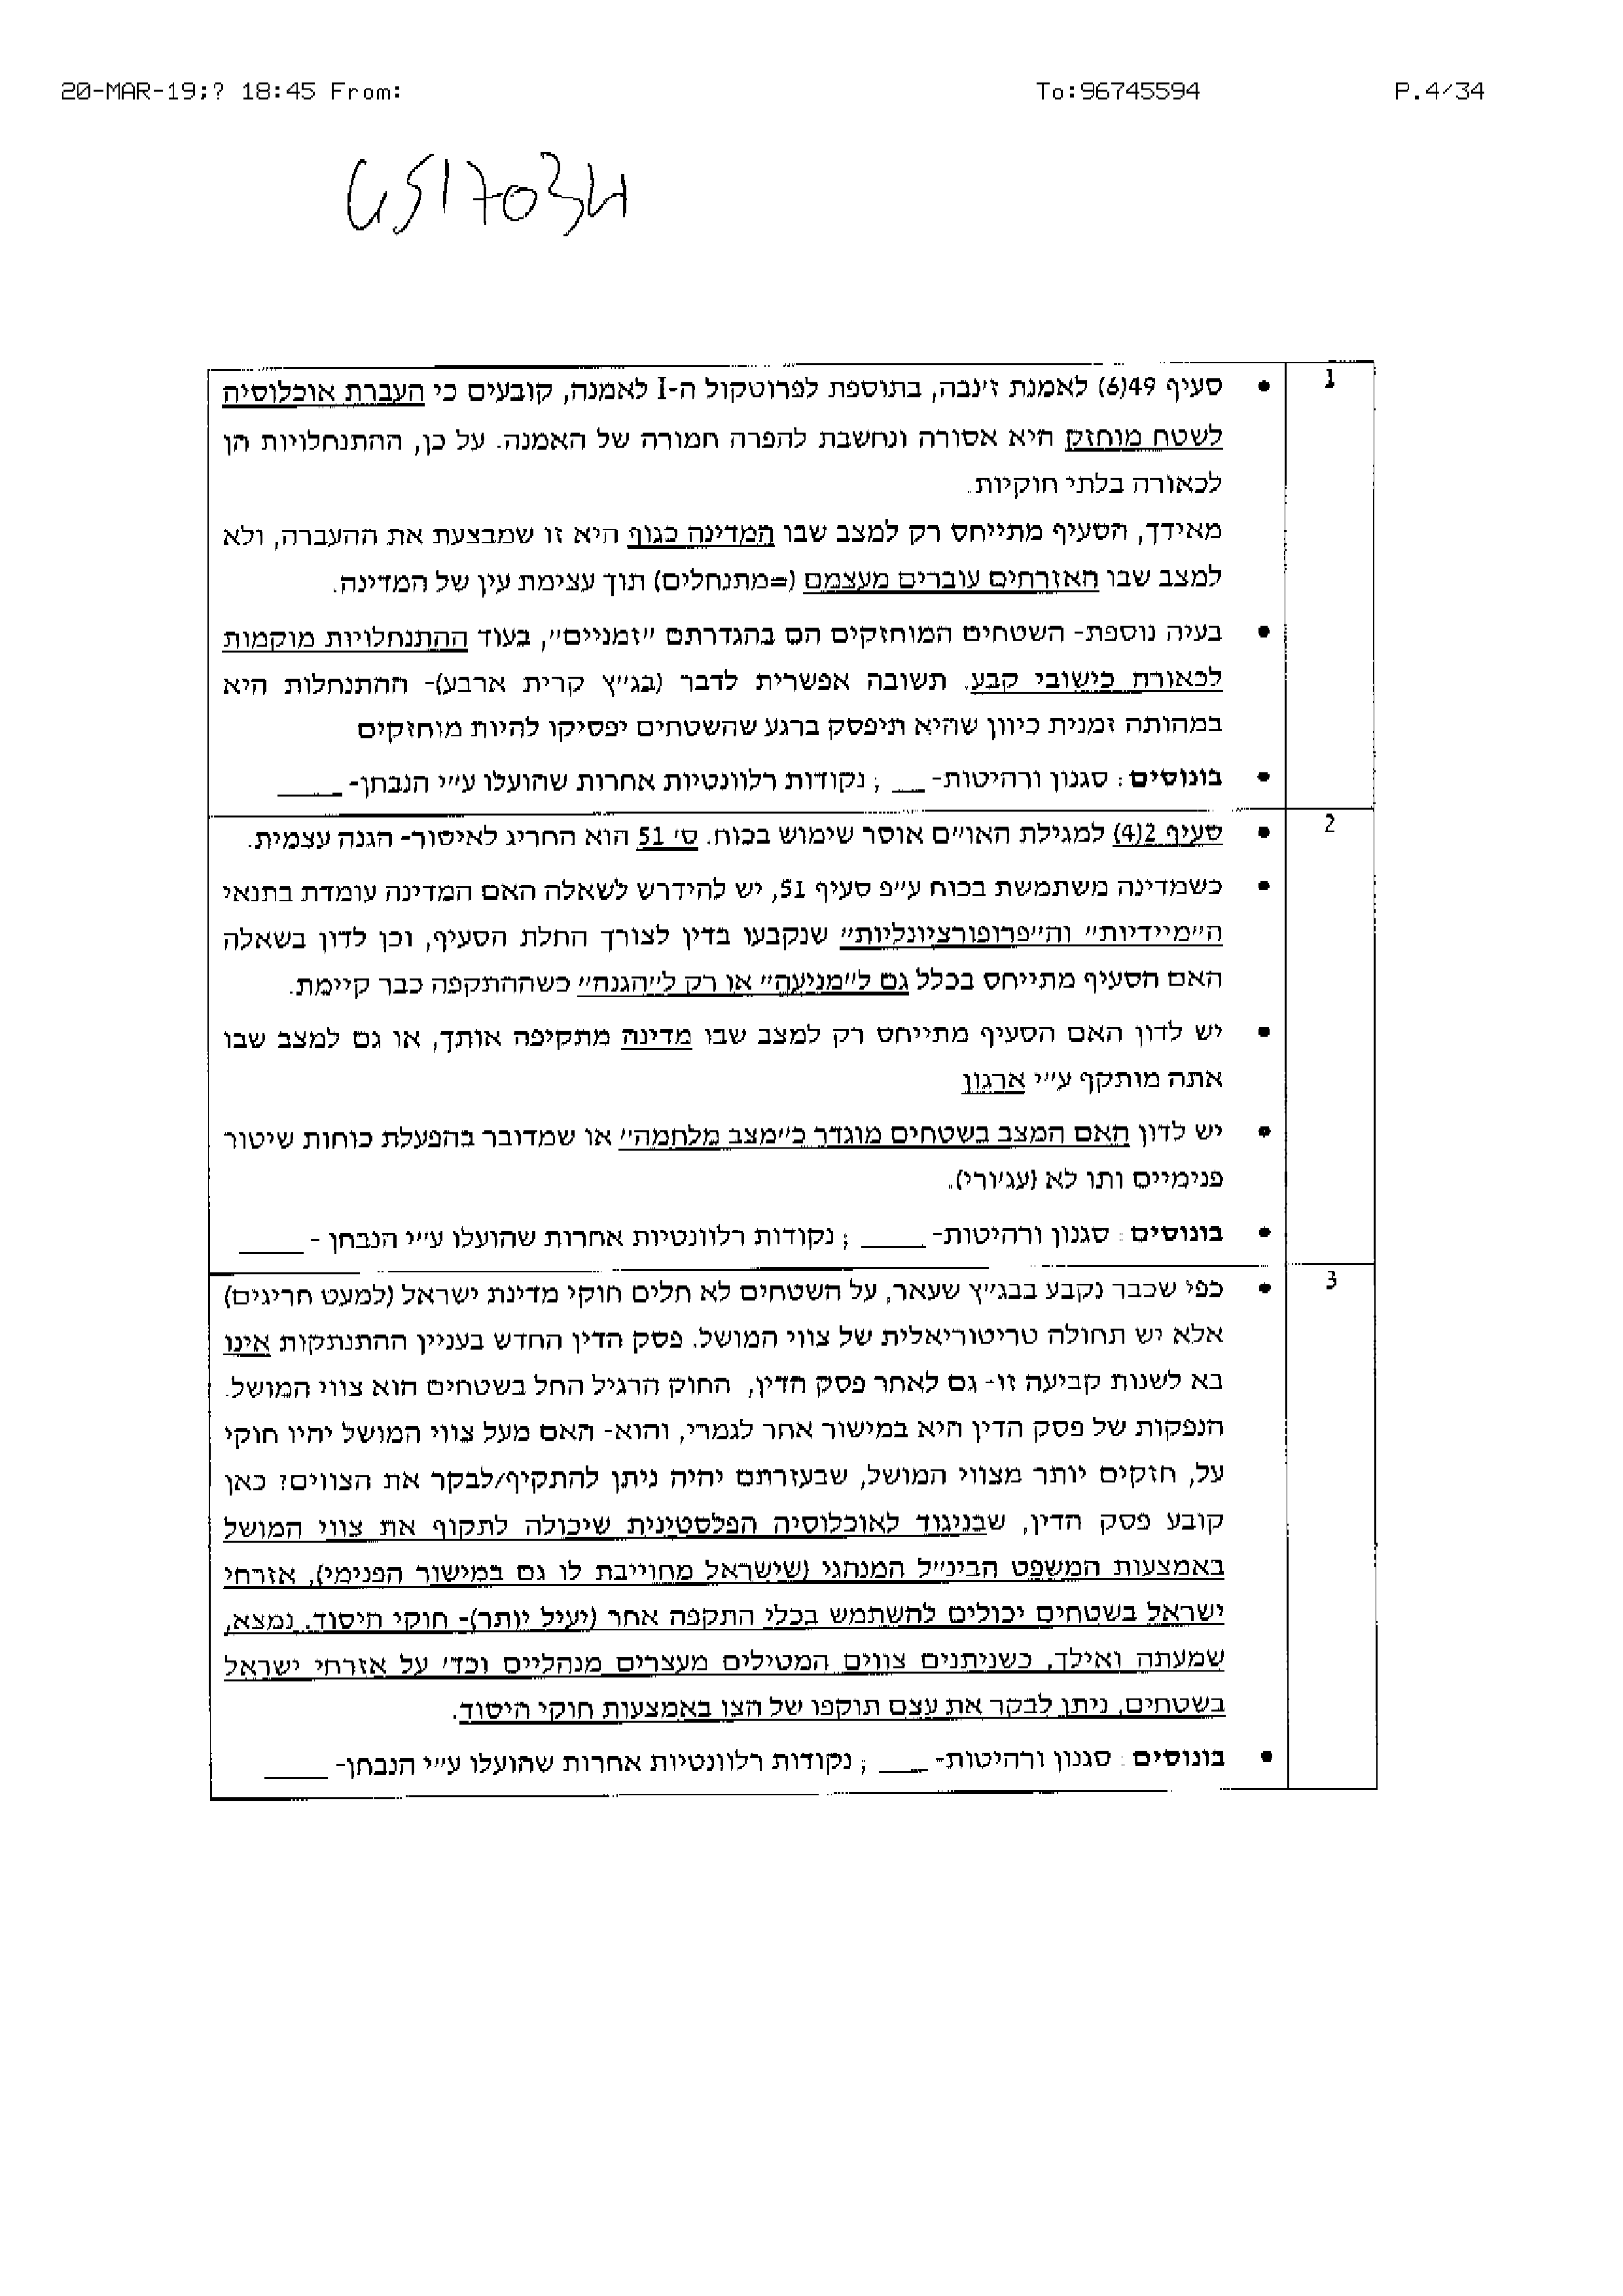 20-MAR-19;? 18:45 From: To:96745594 P.4/34
1
• סעיף 49(6) לאמנת ז'נבה, בתוספת לפרוטקול ה-I לאמנה, קובעים כי העברת אוכלוסיה
לשטח מוחזק היא אסורה ונחשבת להפרה חמורה של האמנה. על כן, ההתנחלויות הן
לכאורה בלתי חוקיות.
מאידך, הסעיף מתייחס רק למצב שבו המדינה כגוף היא זו שמבצעת את ההעברה, ולא
למצב שבו האזרחים עוברים מעצמם (=מתנחלים) תוך עצימת עין של המדינה.
• בעיה נוספת- השטחים המוחזקים הם בהגדרתם "זמניים", בעוד ההתנחלויות מוקמות
לכאורה כישובי קבע. תשובה אפשרית לדבר (בג"ץ קרית ארבע)- ההתנחלות היא
במהותה זמנית כיוון שהיא תיפסק ברגע שהשטחים יפסיקו להיות מוחזקים
• בונוסים: סגנון ורהיטות- ___ ; נקודות רלוונטיות אחרות שהועלו ע"י הנבחן- ____
2
• סעיף 2(4) למגילת האו"ם אוסר שימוש בכוח. ס' 51 הוא החריג לאיסור- הגנה עצמית.
• כשמדינה משתמשת בכוח ע"פ סעיף 51, יש להידרש לשאלה האם המדינה עומדת בתנאי
ה"מיידיות" וה"פרופורציונליות" שנקבעו בדין לצורך החלת הסעיף, וכן לדון בשאלה
האם הסעיף מתייחס בכלל גם ל"מניעה" או רק ל"הגנה" כשההתקפה כבר קיימת.
• יש לדון האם הסעיף מתייחס רק למצב שבו מדינה מתקיפה אותך, או גם למצב שבו
אתה מותקף ע"י ארגון
• יש לדון האם המצב בשטחים מוגדר כ"מצב מלחמה" או שמדובר בהפעלת כוחות שיטור
פנימיים ותו לא (עג'ורי).
• בונוסים: סגנון ורהיטות- ____ ; נקודות רלוונטיות אחרות שהועלו ע"י הנבחן - ____
3
• כפי שכבר נקבע בבג"ץ שעאר, על השטחים לא חלים חוקי מדינת ישראל (למעט חריגים)
אלא יש תחולה טריטוריאלית של צווי המושל. פסק הדין החדש בעניין ההתנתקות אינו
בא לשנות קביעה זו- גם לאחר פסק הדין, החוק הרגיל החל בשטחים הוא צווי המושל.
הנפקות של פסק הדין היא במישור אחר לגמרי, והוא- האם מעל צווי המושל יהיו חוקי
על, חזקים יותר מצווי המושל, שבעזרתם יהיה ניתן להתקיף/לבקר את הצווים? כאן
קובע פסק הדין, שבניגוד לאוכלוסיה הפלסטינית שיכולה לתקוף את צווי המושל
באמצעות המשפט הבינ"ל המנהגי (שישראל מחוייבת לו גם במישור הפנימי), אזרחי
ישראל בשטחים יכולים להשתמש בכלי התקפה אחר (יעיל יותר)- חוקי היסוד. נמצא,
שמעתה ואילך, כשניתנים צווים המטילים מעצרים מנהליים וכד' על אזרחי ישראל
בשטחים, ניתן לבקר את עצם תוקפו של הצו באמצעות חוקי היסוד.
• בונוסים: סגנון ורהיטות- ___ ; נקודות רלוונטיות אחרות שהועלו ע"י הנבחן- ____